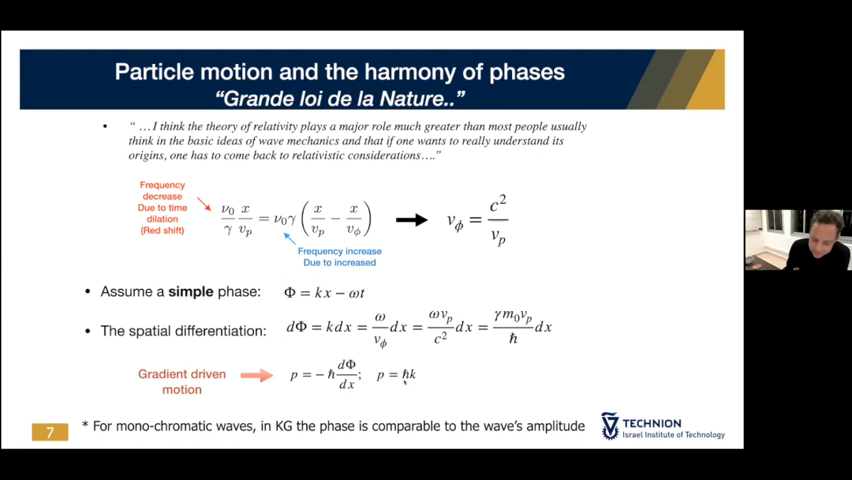 Particle motion and the harmony of phases
“Grande loi de la Nature..”
• “ …I think the theory of relativity plays a major role much greater than most people usually
think in the basic ideas of wave mechanics and that if one wants to really understand its
origins, one has to come back to relativistic considerations….”
Frequency
decrease
Due to time
dilation
(Red shift)
ν₀/γ x/vₚ = ν₀γ (x/vₚ − x/v_ϕ)
v_ϕ = c²/vₚ
Frequency increase
Due to increased
• Assume a simple phase: Φ = kx − ωt
• The spatial differentiation: dΦ = kdx = ω/v_ϕ dx = ωvₚ/c² dx = γm₀vₚ/ħ dx
Gradient driven
motion
p = − ħ dΦ/dx; p = ħk
7
* For mono-chromatic waves, in KG the phase is comparable to the wave’s amplitude
TECHNION
Israel Institute of Technology